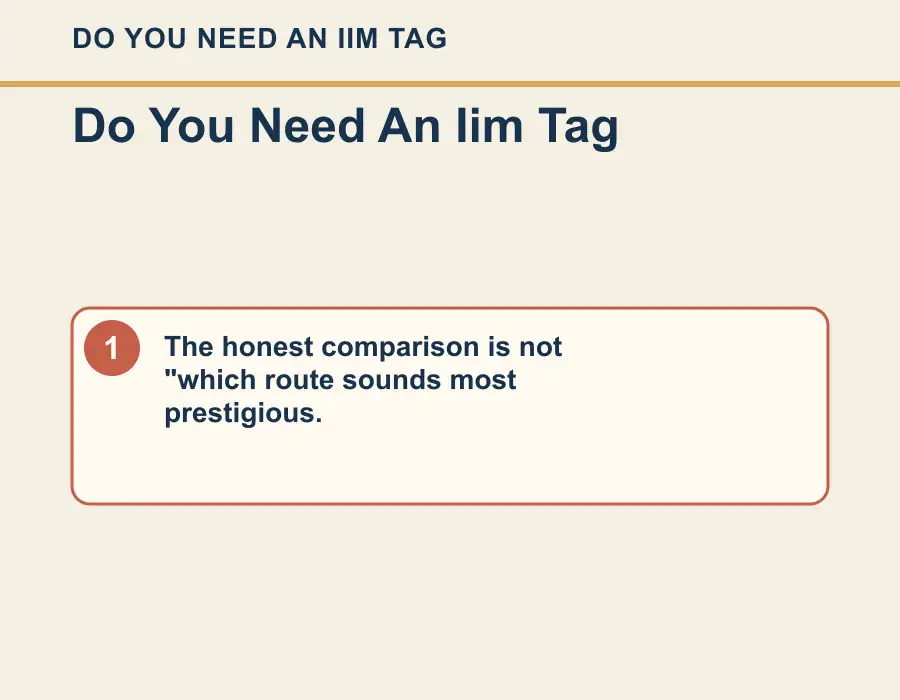 DO YOU NEED AN IIM TAG
Do You Need An Iim Tag
1
The honest comparison is not
"which route sounds most
prestigious.